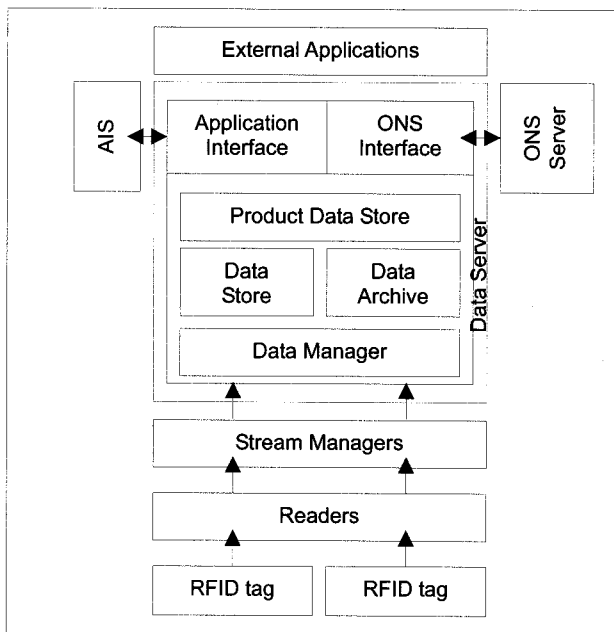 External Applications
AIS
Application
Interface
ONS
Interface
ONS
Server
Product Data Store
Data
Store
Data
Archive
Data Server
Data Manager
Stream Managers
Readers
RFID tag
RFID tag